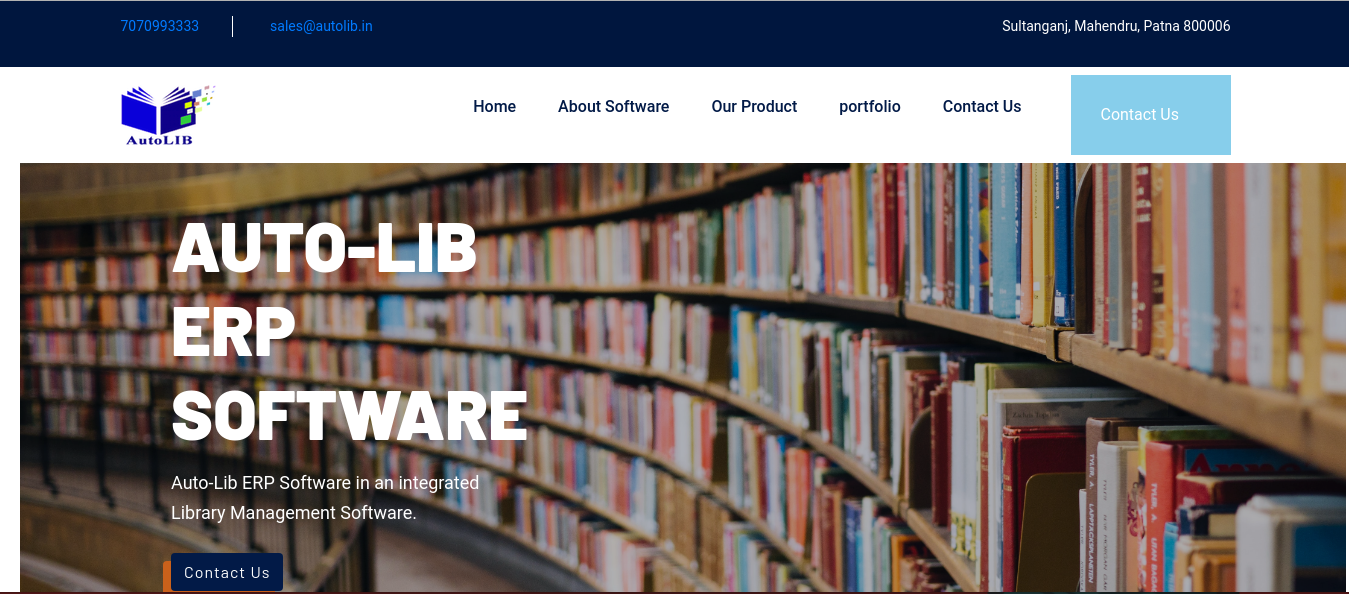 7070993333
sales@autolib.in
Sultanganj, Mahendru, Patna 800006
AutoLIB
Home
About Software
Our Product
portfolio
Contact Us
Contact Us
AUTO-LIB
ERP
SOFTWARE
Auto-Lib ERP Software in an integrated
Library Management Software.
Contact Us